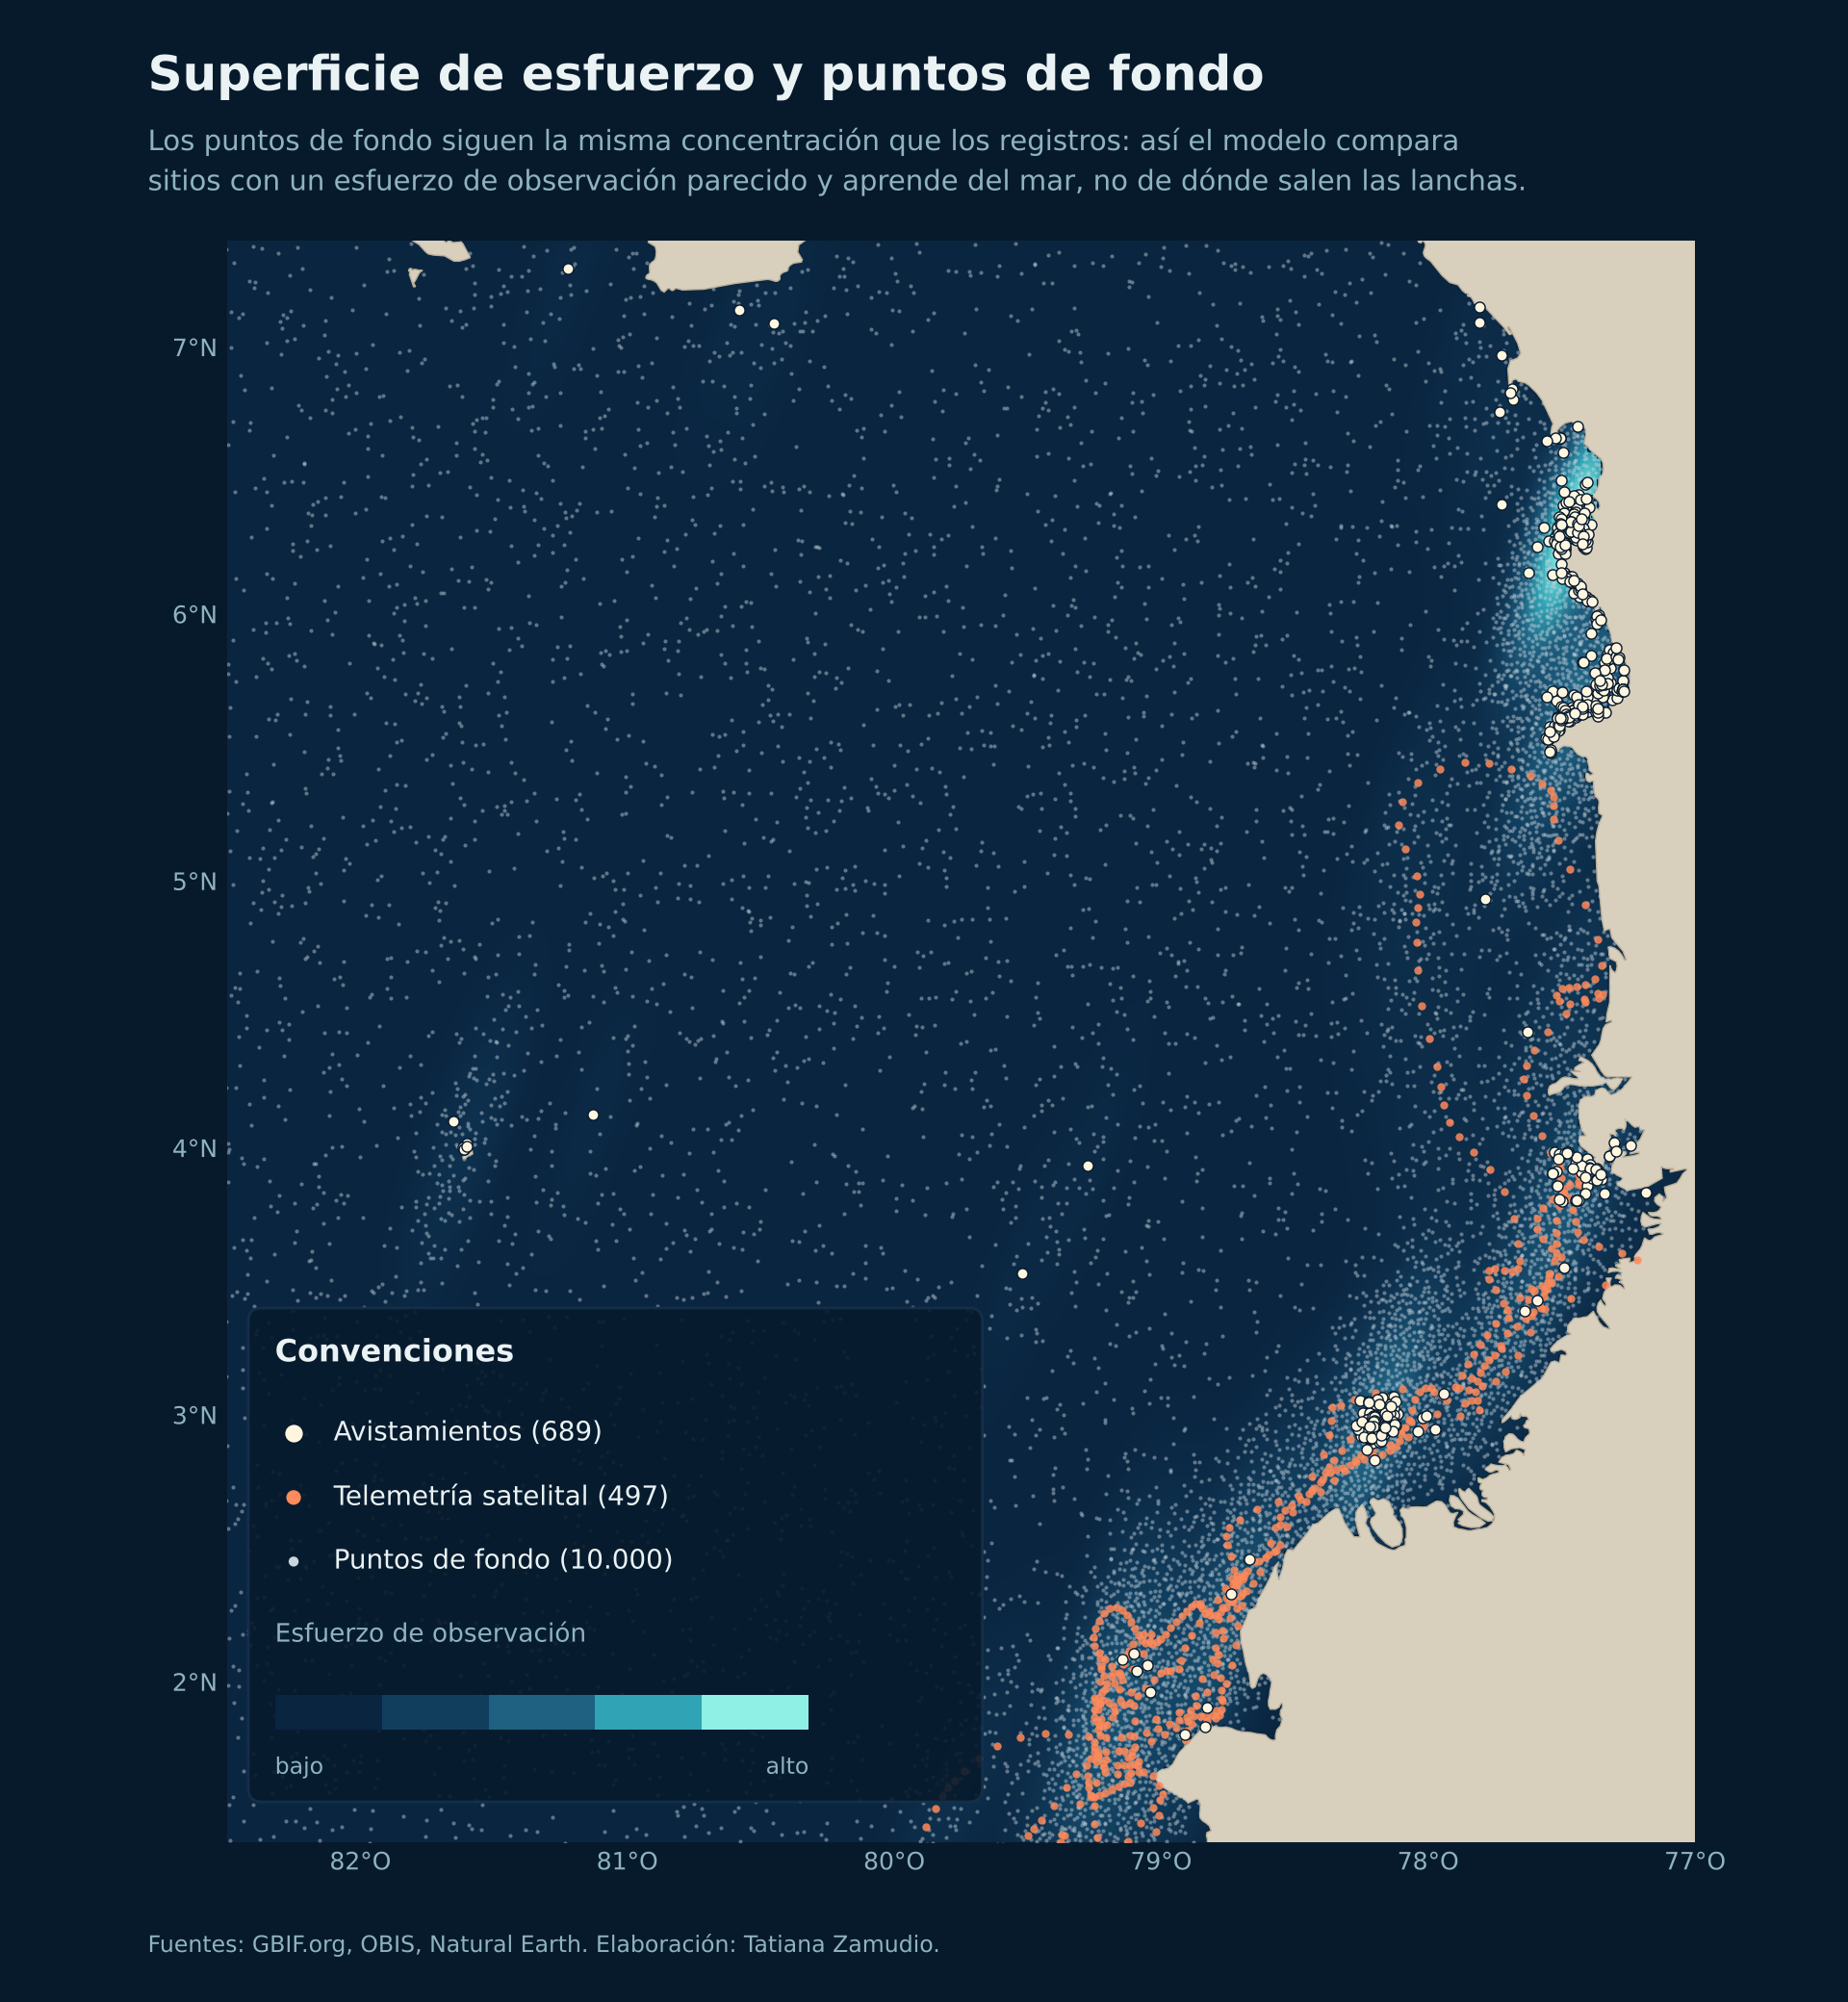 Superficie de esfuerzo y puntos de fondo
Los puntos de fondo siguen la misma concentración que los registros: así el modelo compara
sitios con un esfuerzo de observación parecido y aprende del mar, no de dónde salen las lanchas.
7°N
6°N
5°N
4°N
3°N
2°N
Convenciones
Avistamientos (689)
Telemetría satelital (497)
Puntos de fondo (10.000)
Esfuerzo de observación
bajo alto
82°O 81°O 80°O 79°O 78°O 77°O
Fuentes: GBIF.org, OBIS, Natural Earth. Elaboración: Tatiana Zamudio.